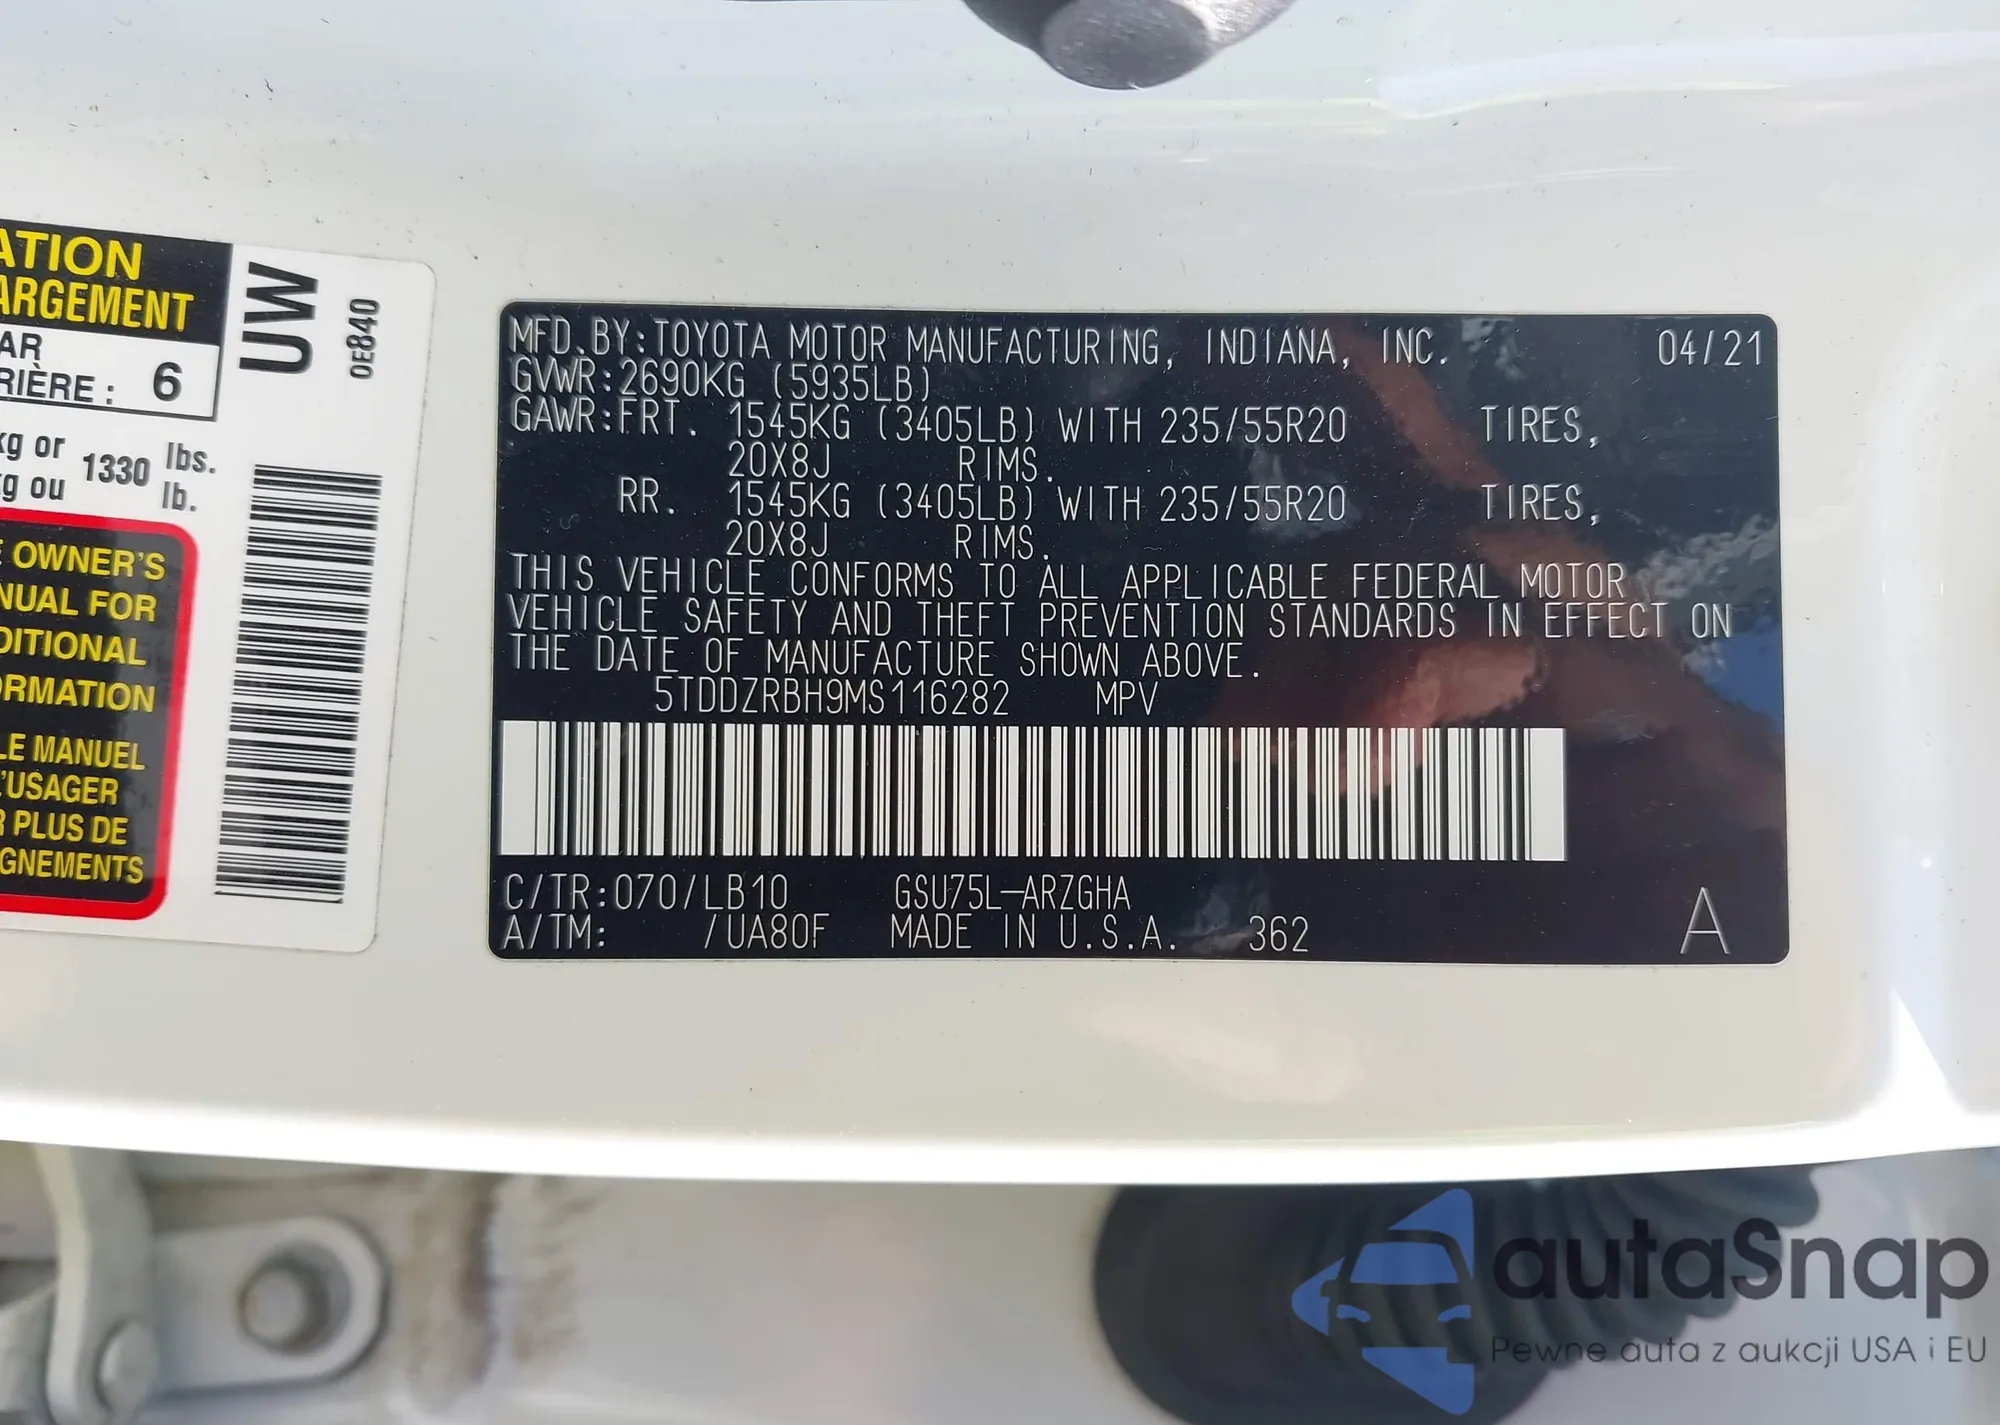 ATION
ARGEMENT
AR
RIÈRE : 6
kg or 1330 lbs.
kg ou lb.
OWNER'S
NUAL FOR
DITIONAL
ORMATION
LE MANUEL
L'USAGER
R PLUS DE
GNEMENTS
UW
0E840
MFD.BY:TOYOTA MOTOR MANUFACTURING, INDIANA, INC. 04/21
GVWR:2690KG (5935LB)
GAWR:FRT. 1545KG (3405LB) WITH 235/55R20 TIRES,
20X8J RIMS.
RR. 1545KG (3405LB) WITH 235/55R20 TIRES,
20X8J RIMS.
THIS VEHICLE CONFORMS TO ALL APPLICABLE FEDERAL MOTOR
VEHICLE SAFETY AND THEFT PREVENTION STANDARDS IN EFFECT ON
THE DATE OF MANUFACTURE SHOWN ABOVE.
5TDDZRBH9MS116282 MPV
C/TR:070/LB10 GSU75L-ARZGHA
A/TM: /UA80F MADE IN U.S.A. 362 A
autaSnap
Pewne auta z aukcji USA i EU